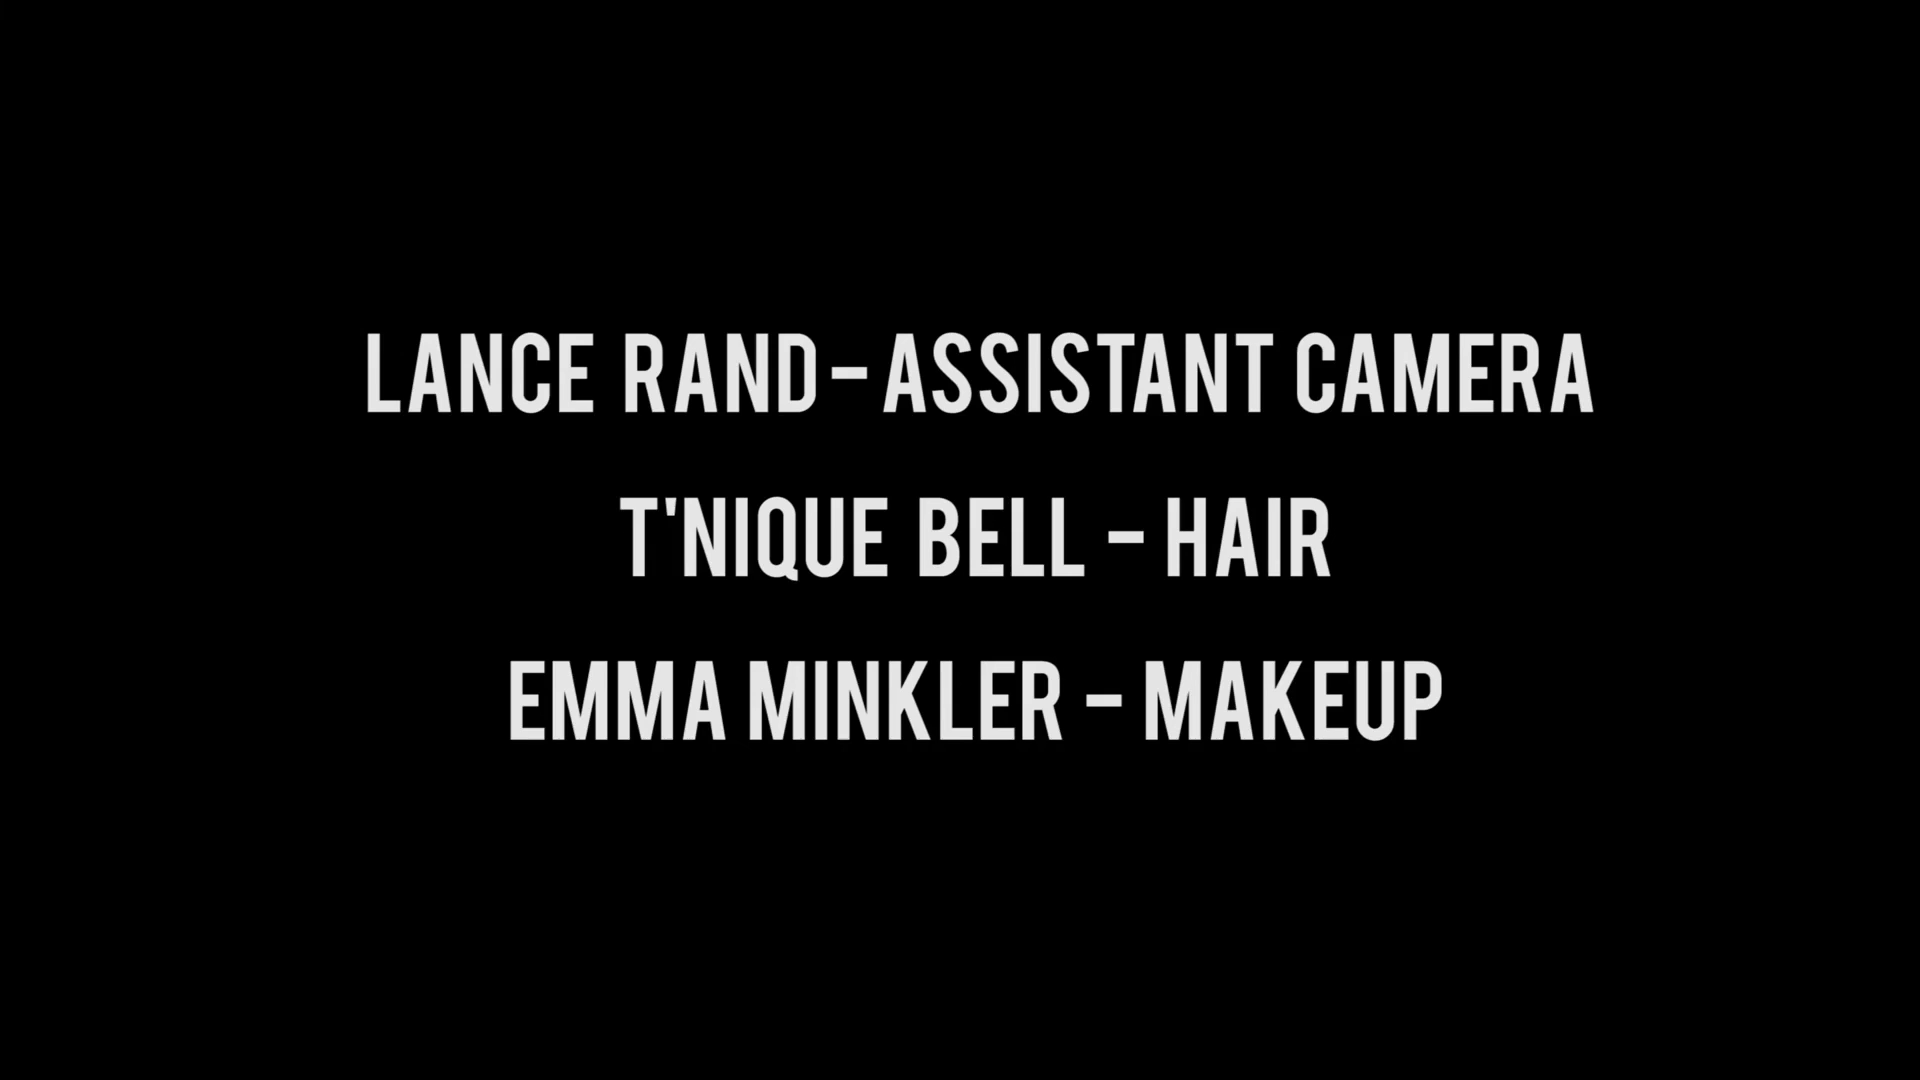 LANCE RAND - ASSISTANT CAMERA
T'NIQUE BELL - HAIR
EMMA MINKLER - MAKEUP